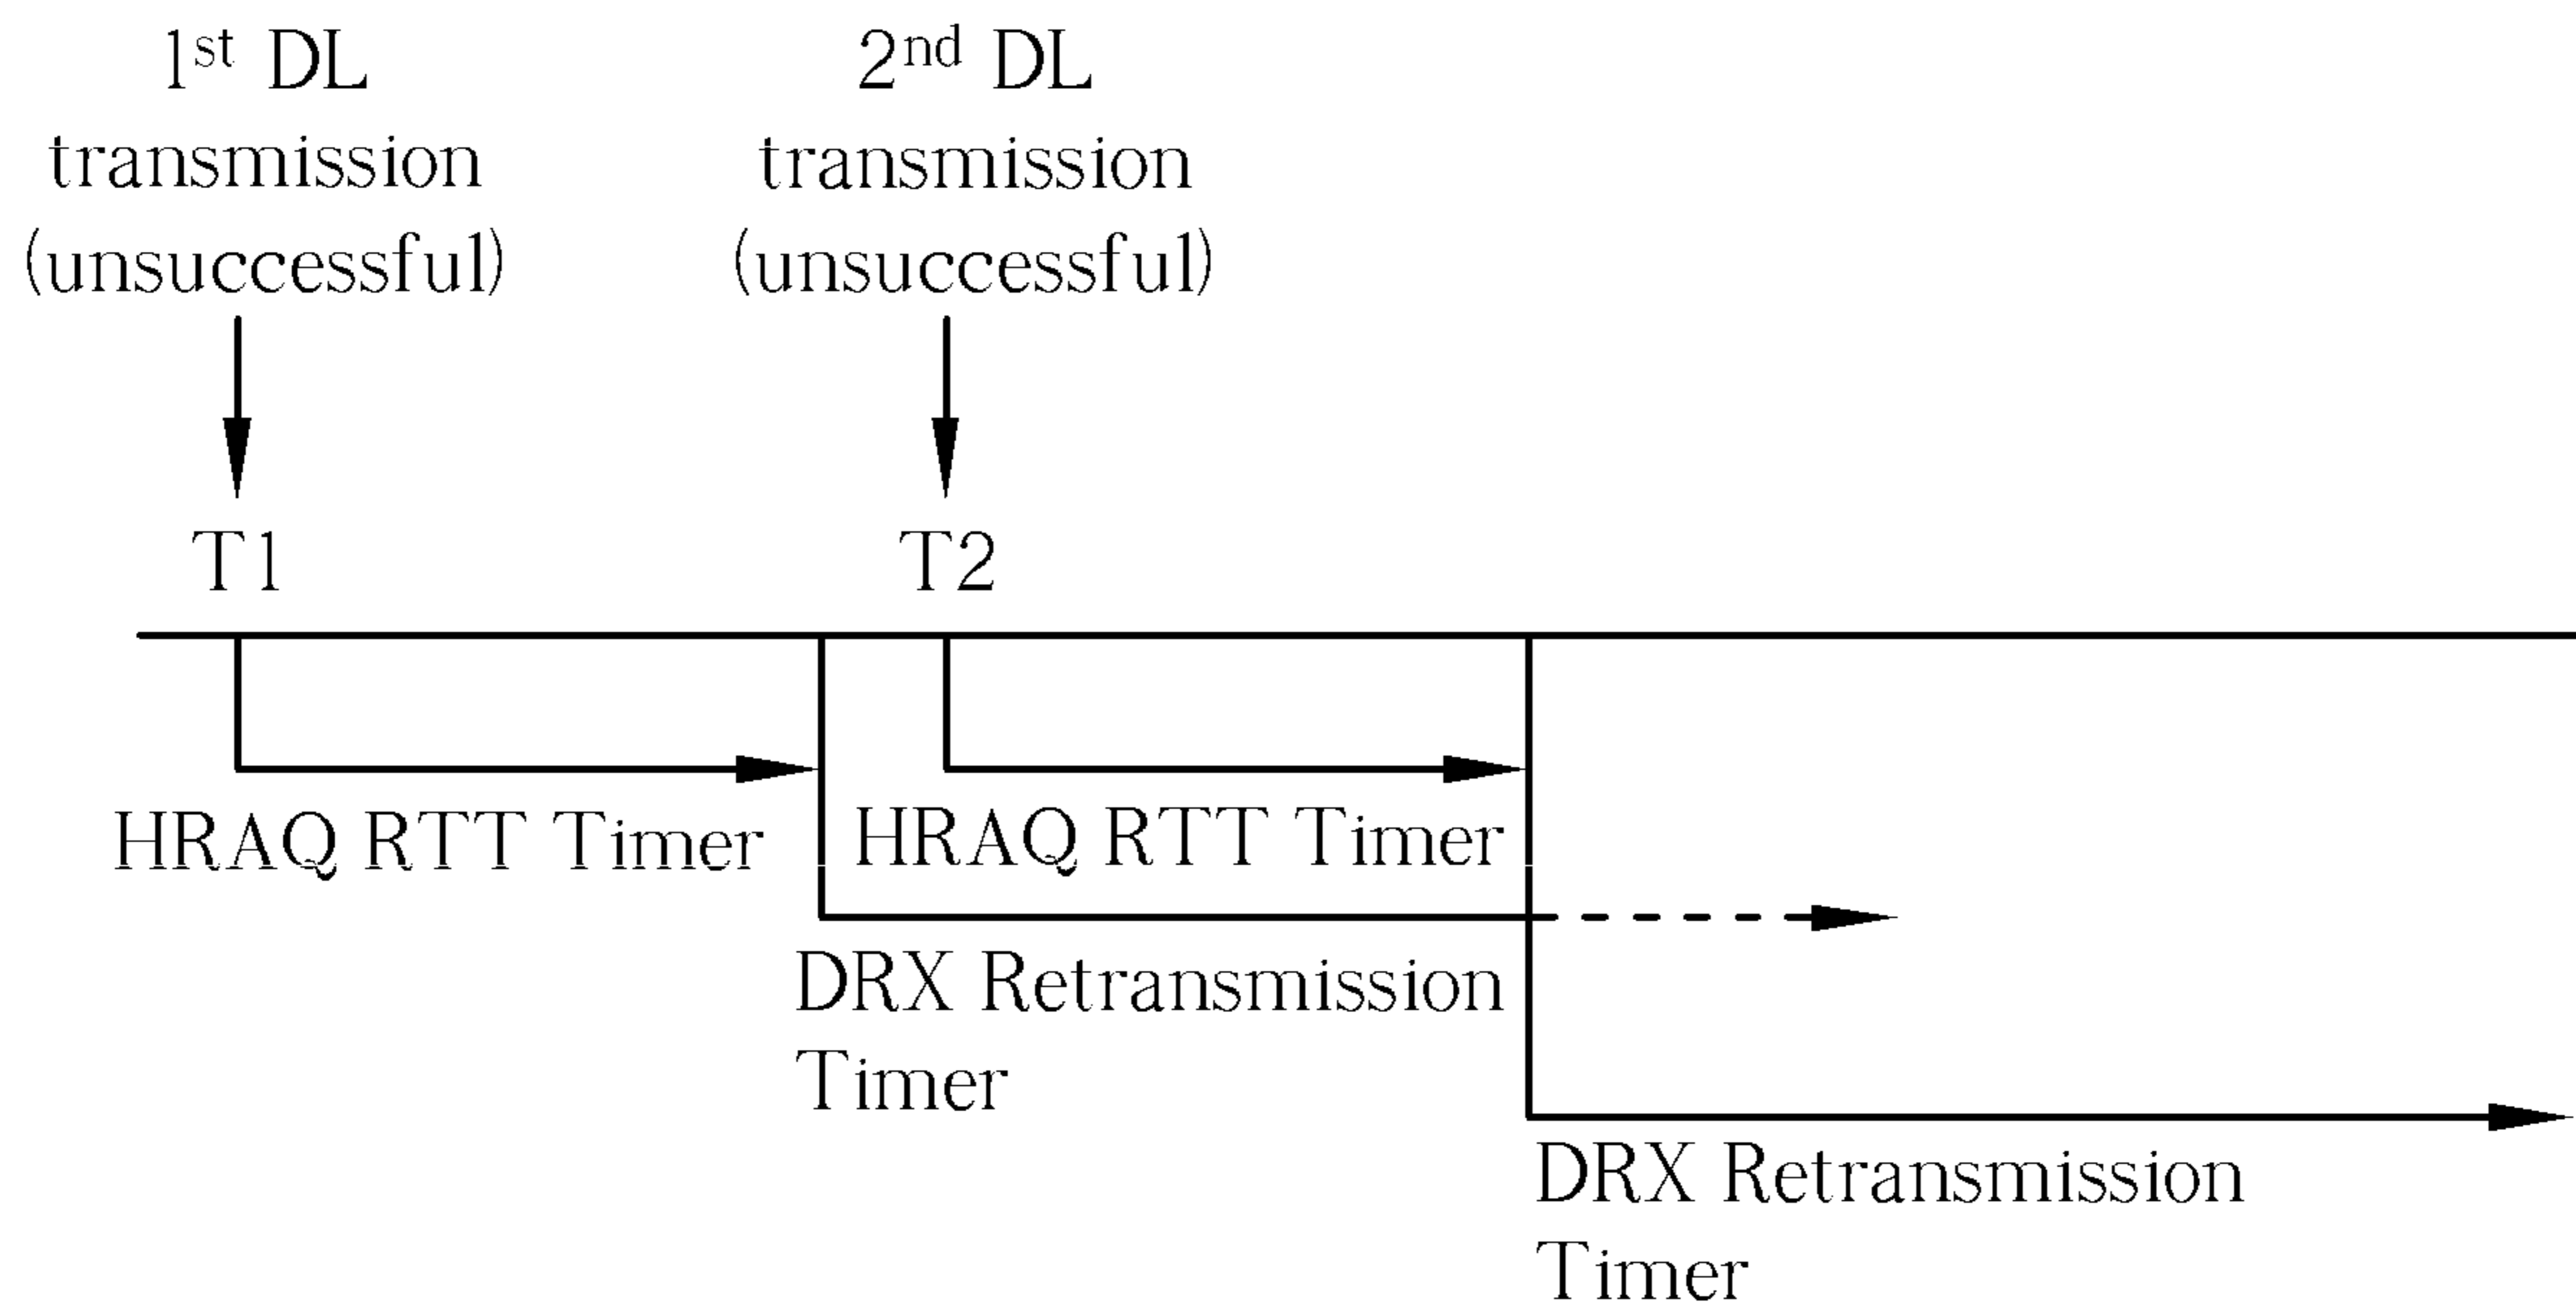 1st DL
transmission
(unsuccessful)
2nd DL
transmission
(unsuccessful)
T1
T2
HRAQ RTT Timer
HRAQ RTT Timer
DRX Retransmission
Timer
DRX Retransmission
Timer